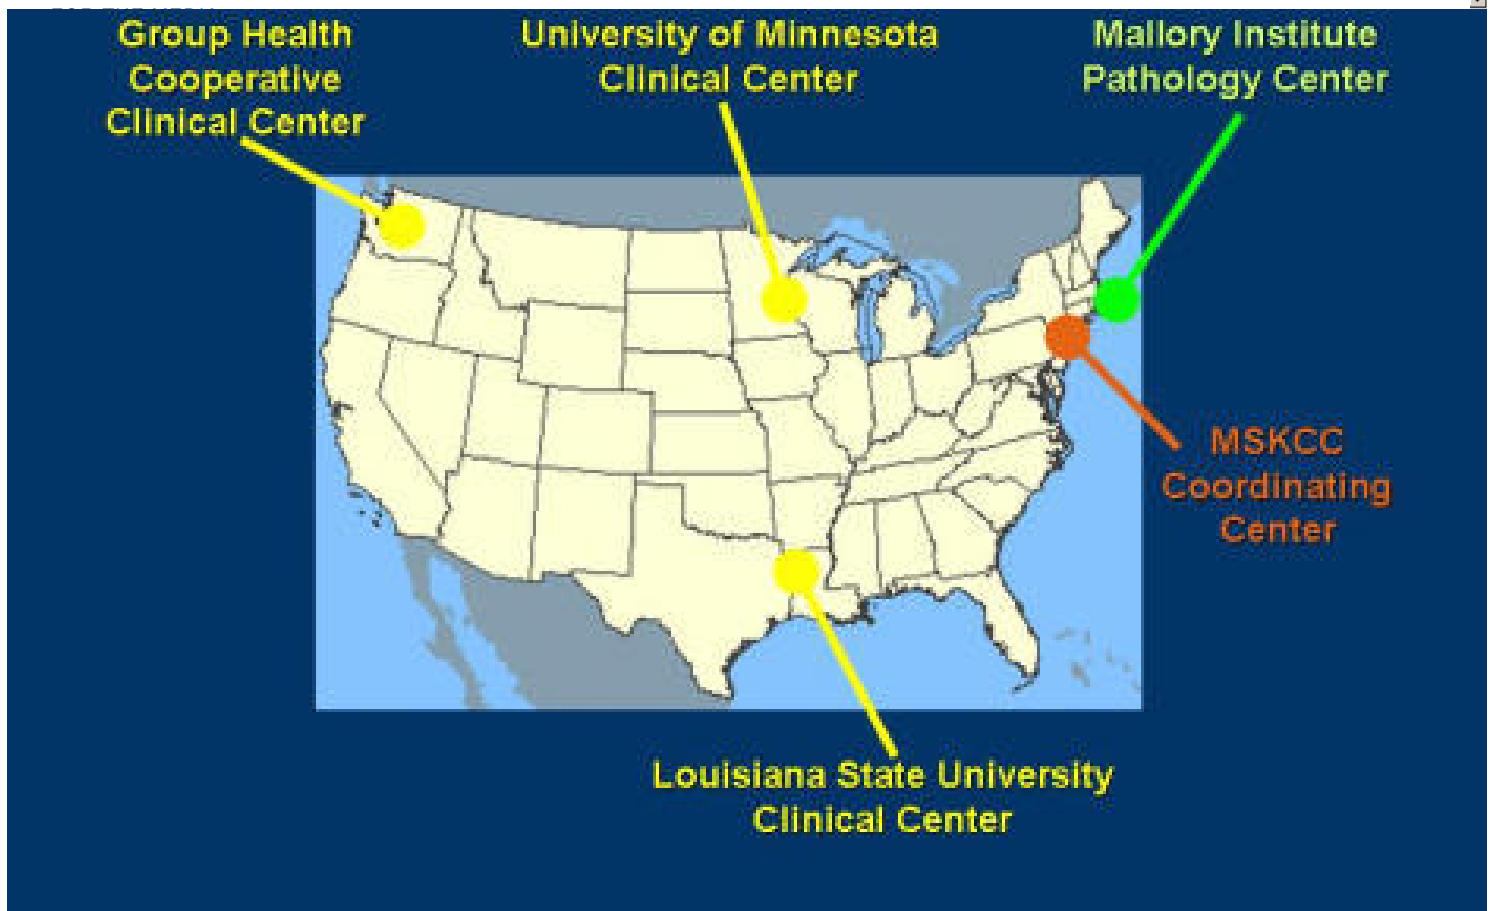 Group Health
Cooperative
Clinical Center
University of Minnesota
Clinical Center
Mallory Institute
Pathology Center
MSKCC
Coordinating
Center
Louisiana State University
Clinical Center